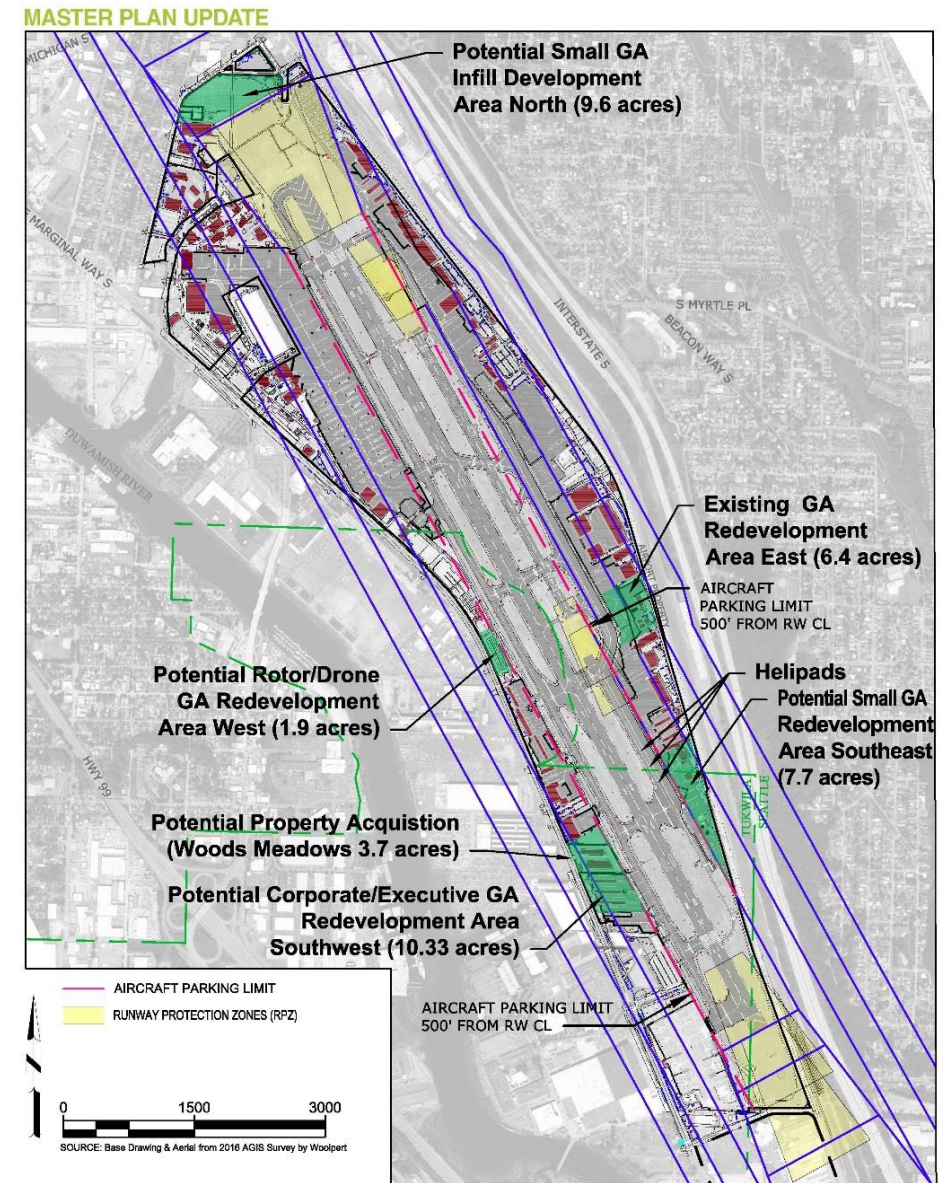 MASTER PLAN UPDATE
MICHIGAN S
Potential Small GA
Infill Development
Area North (9.6 acres)
E MARGINAL WAY S
INTERSTATE 5
S MYRTLE PL
BEACON WAY S
DUWAMISH RIVER
Existing GA
Redevelopment
Area East (6.4 acres)
AIRCRAFT
PARKING LIMIT
500' FROM RW CL
Potential Rotor/Drone
GA Redevelopment
Area West (1.9 acres)
Helipads
Potential Small GA
Redevelopment
Area Southeast
(7.7 acres)
HWY 99
TUKWILA
SEATTLE
Potential Property Acquistion
(Woods Meadows 3.7 acres)
Potential Corporate/Executive GA
Redevelopment Area
Southwest (10.33 acres)
AIRCRAFT PARKING LIMIT
500' FROM RW CL
AIRCRAFT PARKING LIMIT
RUNWAY PROTECTION ZONES (RPZ)
0 1500 3000
SOURCE: Base Drawing & Aerial from 2016 AGIS Survey by Woolpert